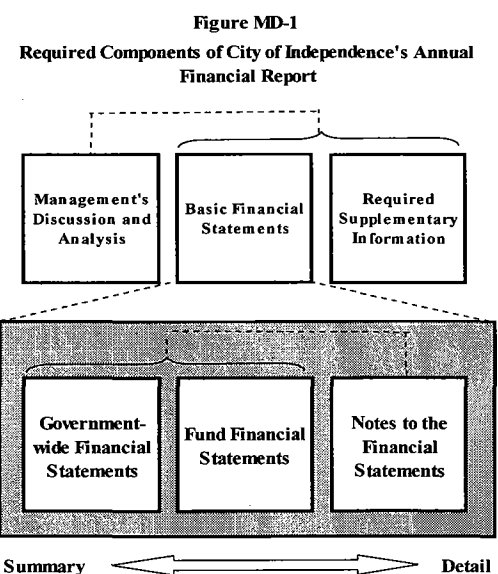 Figure MD-1
Required Components of City of Independence's Annual
Financial Report
Management's
Discussion and
Analysis
Basic Financial
Statements
Required
Supplementary
Information
Government-
wide Financial
Statements
Fund Financial
Statements
Notes to the
Financial
Statements
Summary
Detail